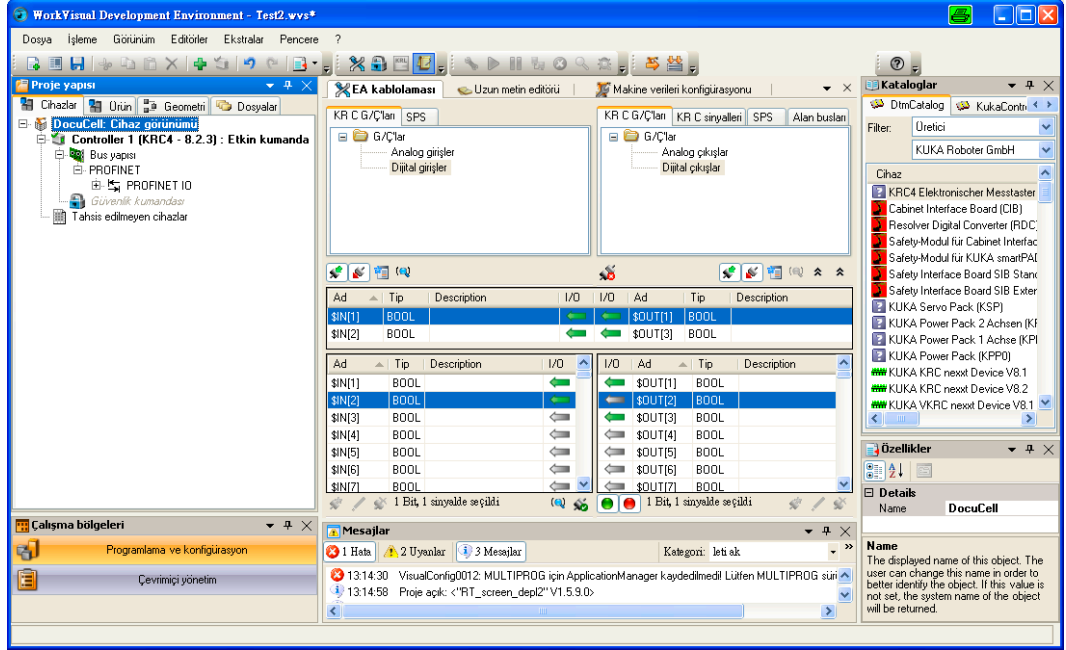 WorkVisual Development Environment - Test2.wvs*
Dosya İşleme Görünüm Editörler Ekstralar Pencere ?
Proje yapısı
Cihazlar Ürün Geometri Dosyalar
DocuCell: Cihaz görünümü
Controller 1 (KRC4 - 8.2.3) : Etkin kumanda
Bus yapısı
PROFINET
PROFINET IO
Güvenlik kumandası
Tahsis edilmeyen cihazlar
Çalışma bölgeleri
Programlama ve konfigürasyon
Çevrimiçi yönetim
EA kablolaması Uzun metin editörü Makine verileri konfigürasyonu
KR C G/Ç'ları SPS
G/Ç'lar
Analog girişler
Dijital girişler
KR C G/Ç'ları KR C sinyalleri SPS Alan busları
G/Ç'lar
Analog çıkışlar
Dijital çıkışlar
Ad Tip Description I/O I/O Ad Tip Description
$IN[1] BOOL $OUT[1] BOOL
$IN[2] BOOL $OUT[3] BOOL
Ad Tip Description I/O I/O Ad Tip Description
$IN[1] BOOL $OUT[1] BOOL
$IN[2] BOOL $OUT[2] BOOL
$IN[3] BOOL $OUT[3] BOOL
$IN[4] BOOL $OUT[4] BOOL
$IN[5] BOOL $OUT[5] BOOL
$IN[6] BOOL $OUT[6] BOOL
$IN[7] BOOL $OUT[7] BOOL
1 Bit, 1 sinyalde seçildi 1 Bit, 1 sinyalde seçildi
Mesajlar
1 Hata 2 Uyarılar 3 Mesajlar Kategori: leti ak
13:14:30 VisualConfig0012: MULTIPROG için ApplicationManager kaydedilmedi! Lütfen MULTIPROG sürü
13:14:58 Proje açık: <"RT_screen_depl2" V1.5.9.0>
Kataloglar
DtmCatalog KukaContr
Filter: Üretici
KUKA Roboter GmbH
Cihaz
KRC4 Elektronischer Messtaster
Cabinet Interface Board (CIB)
Resolver Digital Converter (RDC
Safety-Modul für Cabinet Interfac
Safety-Modul für KUKA smartPAD
Safety Interface Board SIB Stand
Safety Interface Board SIB Exter
KUKA Servo Pack (KSP)
KUKA Power Pack 2 Achsen (KF
KUKA Power Pack 1 Achse (KPI
KUKA Power Pack (KPP0)
KUKA KRC nexxt Device V8.1
KUKA KRC nexxt Device V8.2
KUKA VKRC nexxt Device V8.1
Özellikler
Details
Name DocuCell
Name
The displayed name of this object. The
user can change this name in order to
better identify the object. If this value is
not set, the system name of the object
will be returned.